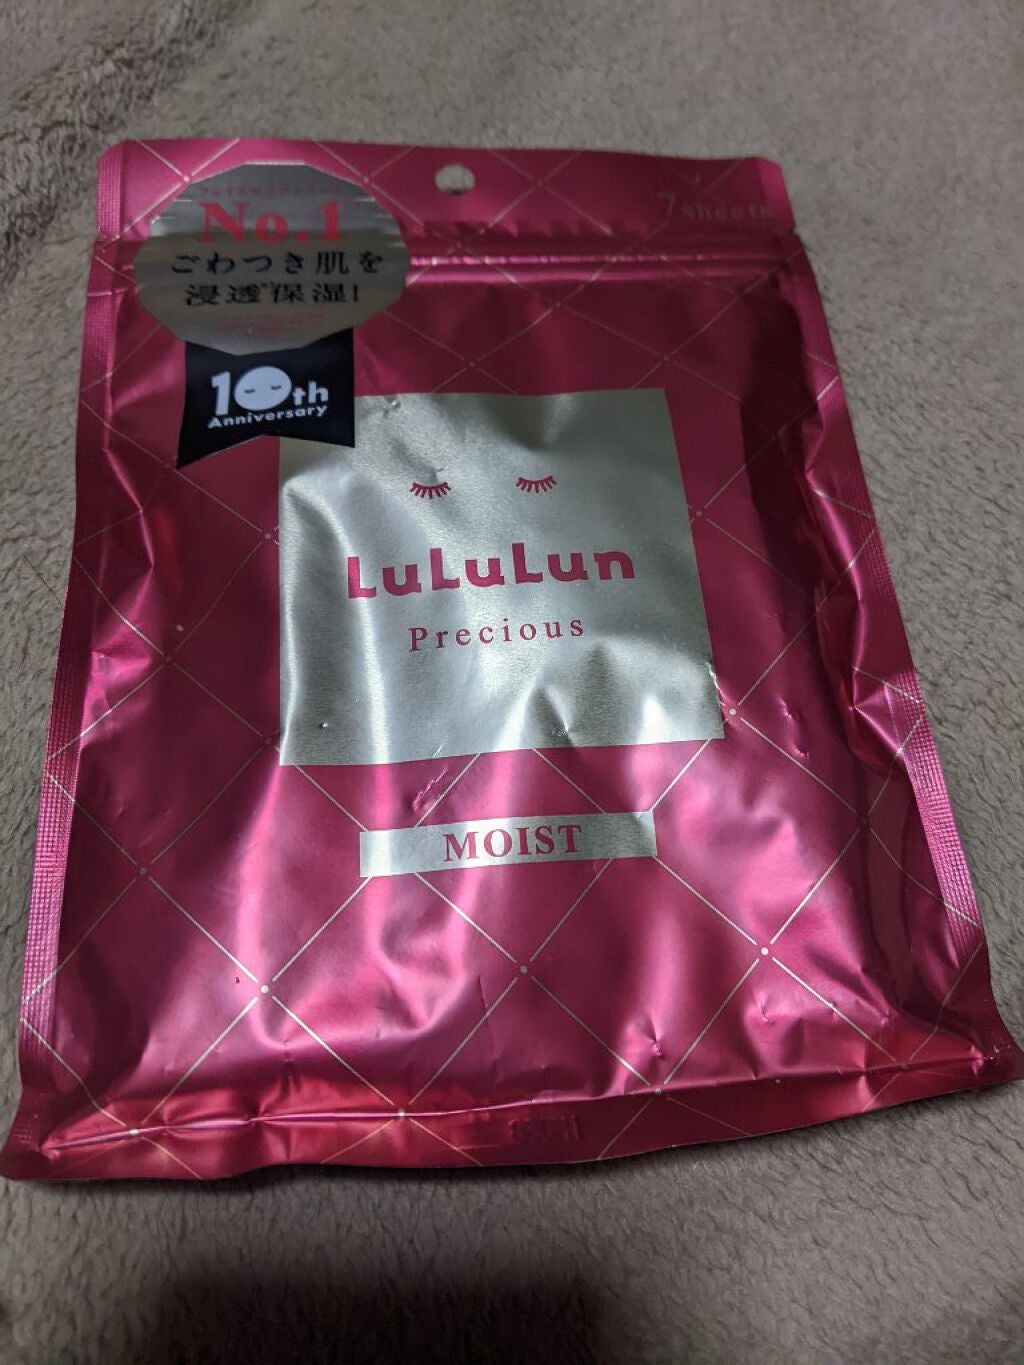 No.1
ごわつき肌を
浸透*保湿!
10th
Anniversary
7 sheets
LuLuLun
Precious
MOIST